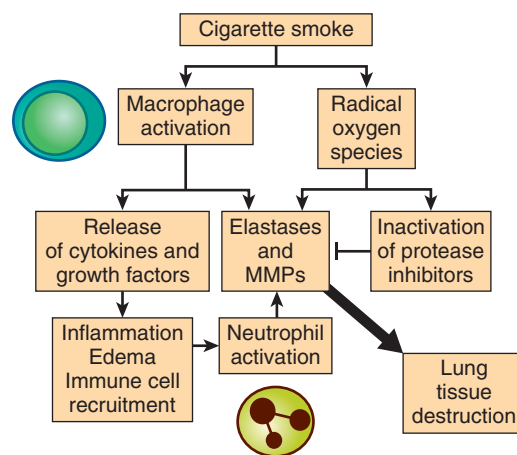 Cigarette smoke
Macrophage
activation
Radical
oxygen
species
Release
of cytokines and
growth factors
Elastases
and
MMPs
Inactivation
of protease
inhibitors
Inflammation
Edema
Immune cell
recruitment
Neutrophil
activation
Lung
tissue
destruction